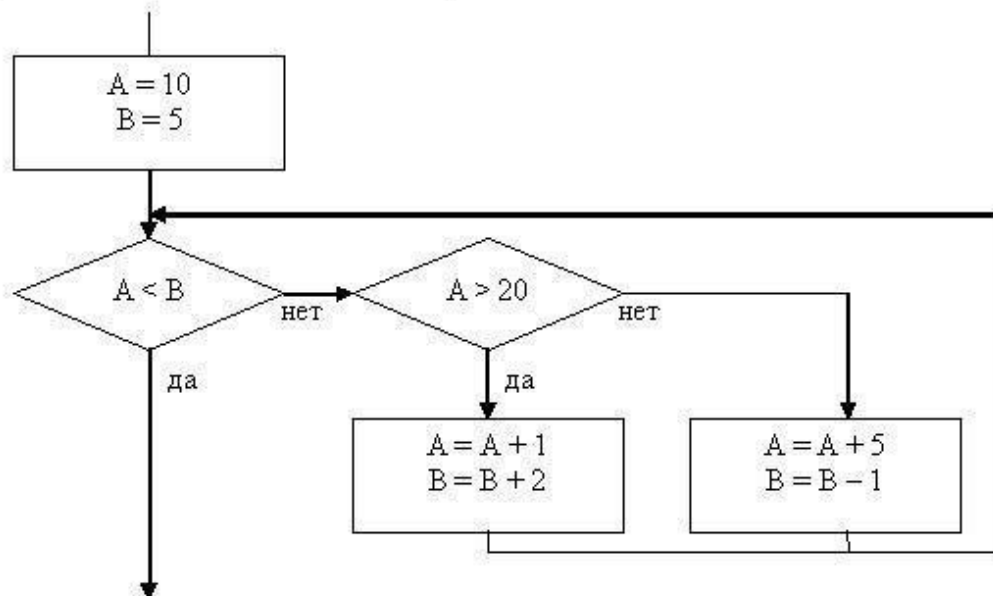 A = 10
B = 5
A < B
нет
A > 20
нет
да
да
A = A + 1
B = B + 2
A = A + 5
B = B – 1